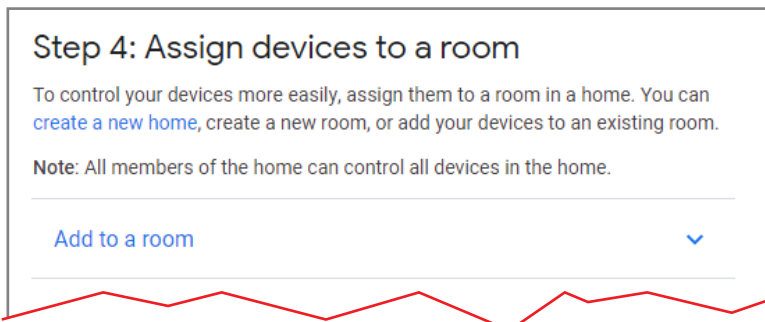 Step 4: Assign devices to a room
To control your devices more easily, assign them to a room in a home. You can
create a new home, create a new room, or add your devices to an existing room.
Note: All members of the home can control all devices in the home.
Add to a room